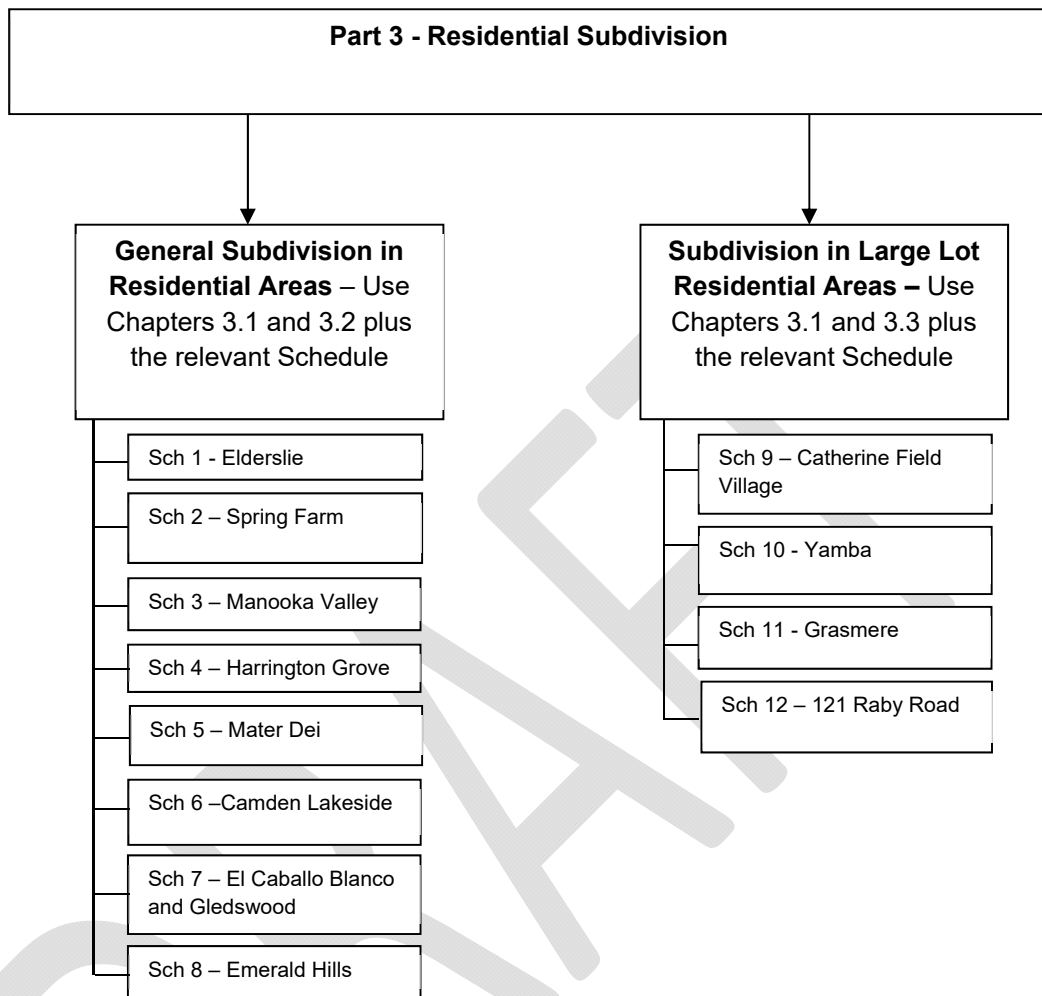 Part 3 - Residential Subdivision
General Subdivision in
Residential Areas – Use
Chapters 3.1 and 3.2 plus
the relevant Schedule
Sch 1 - Elderslie
Sch 2 – Spring Farm
Sch 3 – Manooka Valley
Sch 4 – Harrington Grove
Sch 5 – Mater Dei
Sch 6 –Camden Lakeside
Sch 7 – El Caballo Blanco
and Gledswood
Sch 8 – Emerald Hills
Subdivision in Large Lot
Residential Areas – Use
Chapters 3.1 and 3.3 plus
the relevant Schedule
Sch 9 – Catherine Field
Village
Sch 10 - Yamba
Sch 11 - Grasmere
Sch 12 – 121 Raby Road
DRAFT